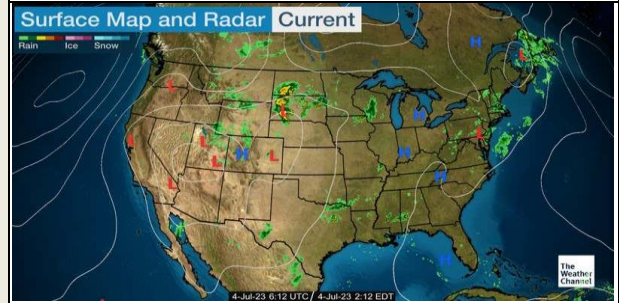 Surface Map and Radar Current
Rain Ice Snow
H
L
L
H
L
L
L
H
H
L
H
L
L
H
H
The
Weather
Channel
4-Jul-23 6:12 UTC / 4-Jul-23 2:12 EDT